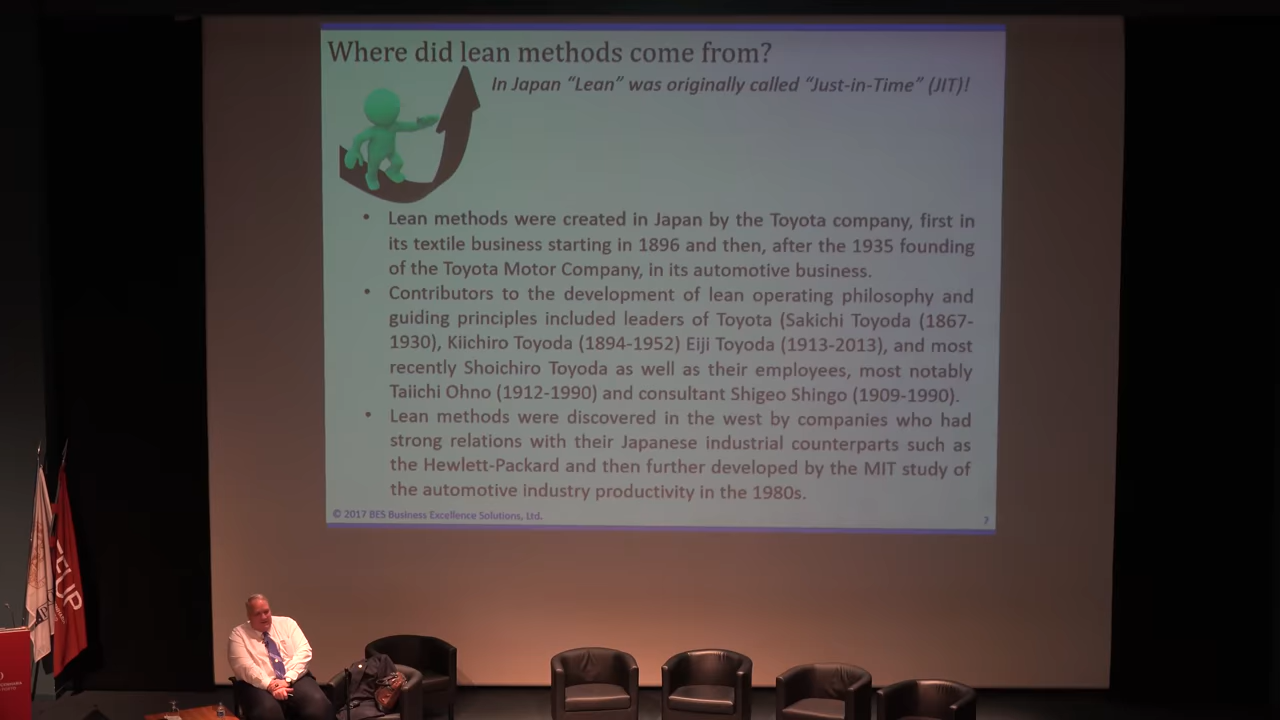 Where did lean methods come from?
In Japan “Lean” was originally called “Just-in-Time” (JIT)!
• Lean methods were created in Japan by the Toyota company, first in
its textile business starting in 1896 and then, after the 1935 founding
of the Toyota Motor Company, in its automotive business.
• Contributors to the development of lean operating philosophy and
guiding principles included leaders of Toyota (Sakichi Toyoda (1867-
1930), Kiichiro Toyoda (1894-1952) Eiji Toyoda (1913-2013), and most
recently Shoichiro Toyoda as well as their employees, most notably
Taiichi Ohno (1912-1990) and consultant Shigeo Shingo (1909-1990).
• Lean methods were discovered in the west by companies who had
strong relations with their Japanese industrial counterparts such as
the Hewlett-Packard and then further developed by the MIT study of
the automotive industry productivity in the 1980s.
© 2017 BES Business Excellence Solutions, Ltd.
7